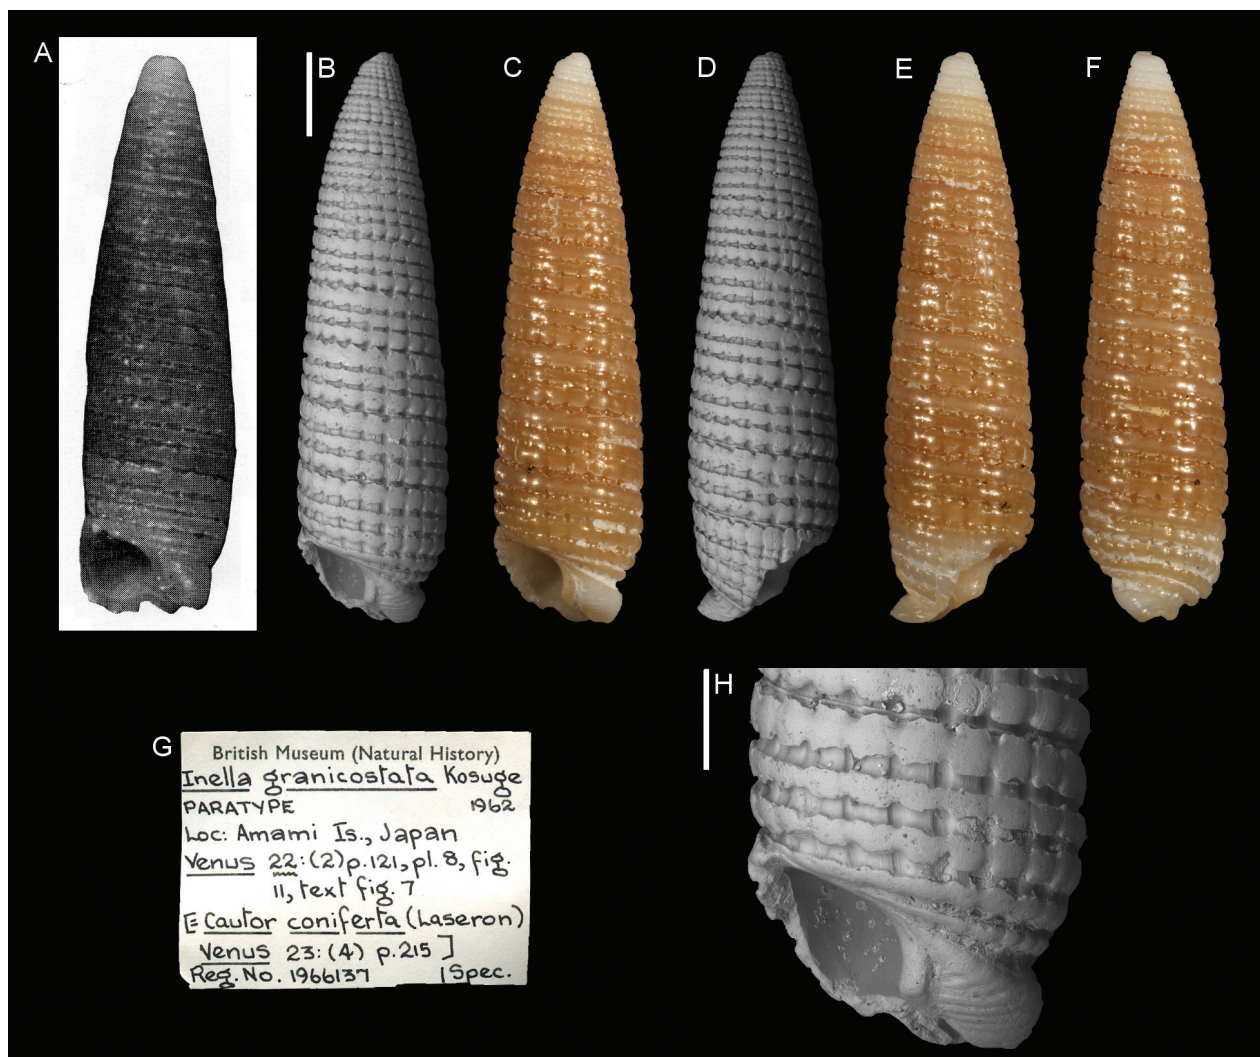 A
B
C
D
E
F
G
British Museum (Natural History)
Inella granicostata Kosuge
PARATYPE 1962
Loc: Amami Is., Japan
Venus 22:(2) p.121, pl. 8, fig.
11, text fig. 7
[= Cautor coniferta (Laseron)
Venus 23:(4) p.215]
Reg. No. 1966137 1 Spec.
H